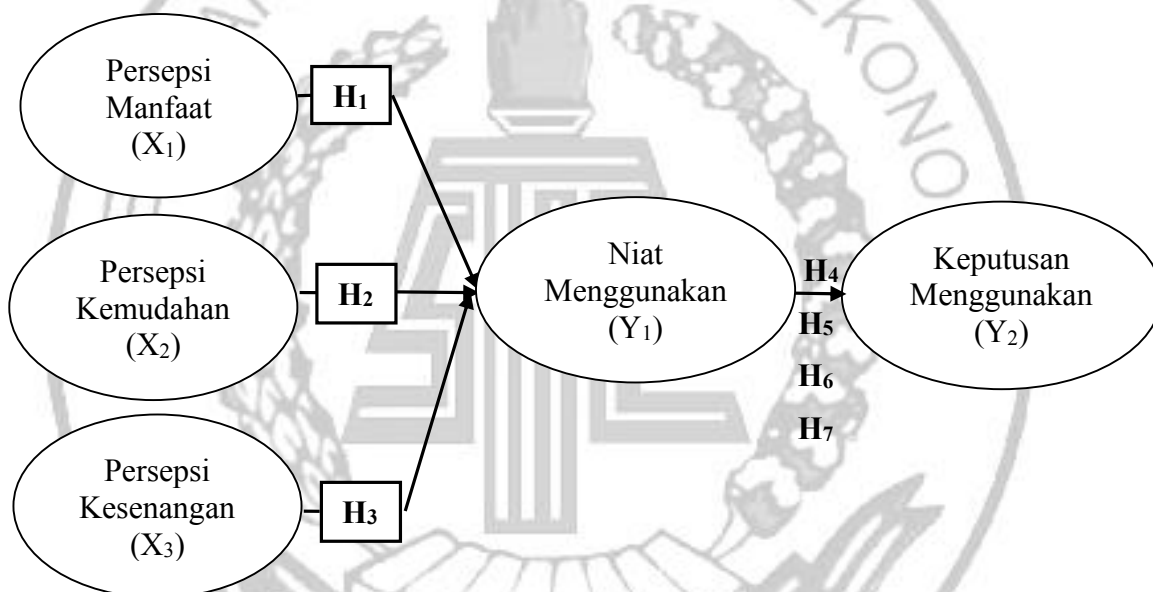 EKONO
Persepsi
Manfaat
(X₁)
H₁
Persepsi
Kemudahan
(X₂)
H₂
Persepsi
Kesenangan
(X₃)
H₃
Niat
Menggunakan
(Y₁)
H₄
H₅
H₆
H₇
Keputusan
Menggunakan
(Y₂)